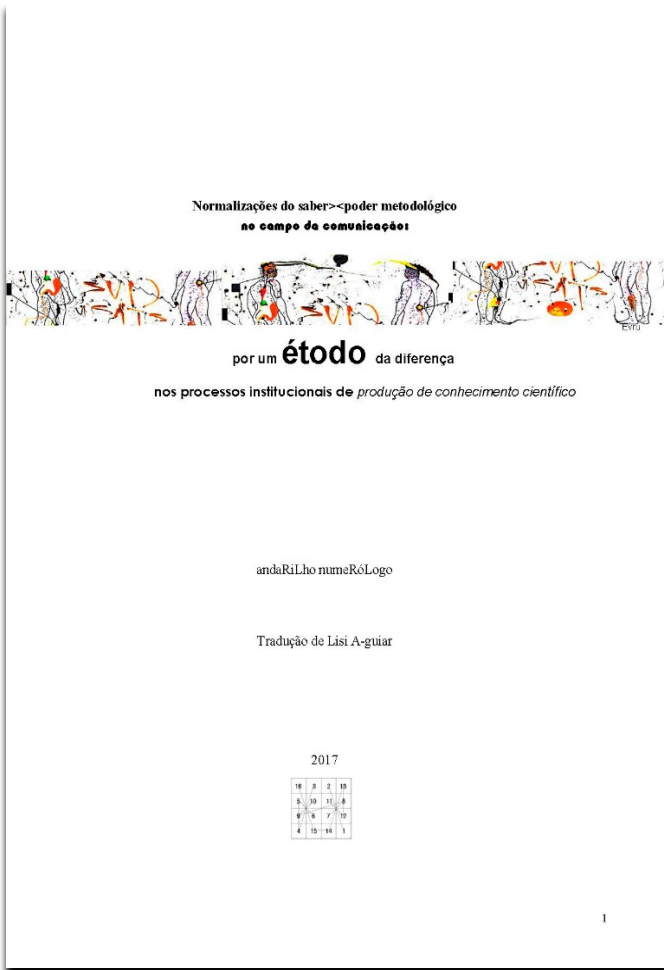 Normalizações do saber><poder metodológico
no campo da comunicação:
Evru
por um étodo da diferença
nos processos institucionais de produção de conhecimento científico
andaRiLho numeRóLogo
Tradução de Lisi A-guiar
2017
16 3 2 13
5 10 11 8
9 6 7 12
4 15 14 1
1